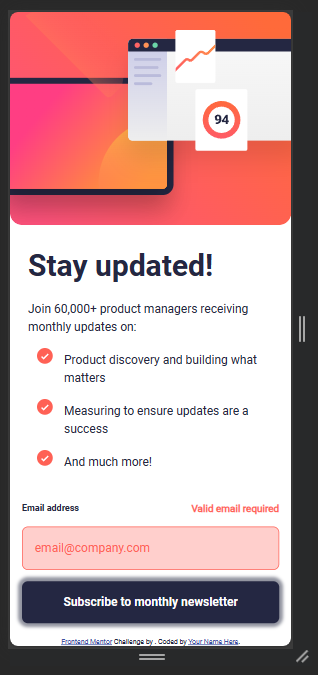 94
Stay updated!
Join 60,000+ product managers receiving
monthly updates on:
Product discovery and building what
matters
Measuring to ensure updates are a
success
And much more!
Email address Valid email required
email@company.com
Subscribe to monthly newsletter
Frontend Mentor Challenge by . Coded by Your Name Here.